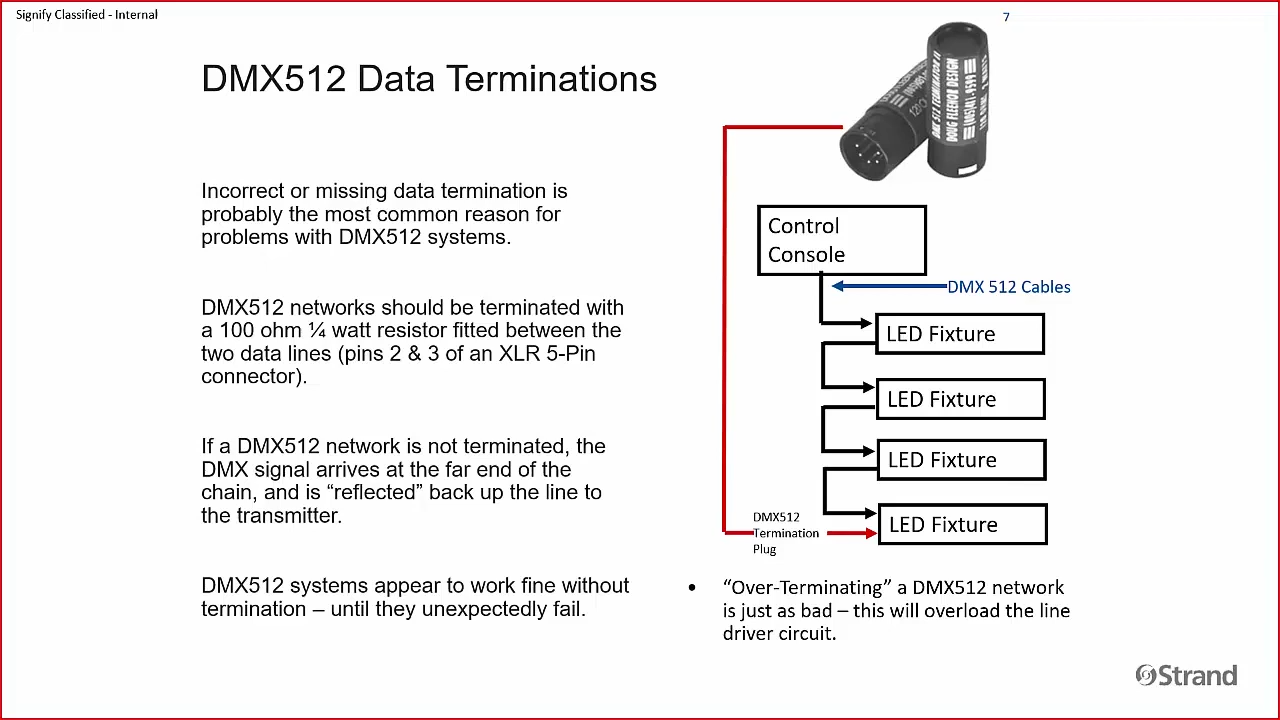 Signify Classified - Internal
7
DMX512 Data Terminations
Incorrect or missing data termination is
probably the most common reason for
problems with DMX512 systems.
DMX512 networks should be terminated with
a 100 ohm ¼ watt resistor fitted between the
two data lines (pins 2 & 3 of an XLR 5-Pin
connector).
If a DMX512 network is not terminated, the
DMX signal arrives at the far end of the
chain, and is “reflected” back up the line to
the transmitter.
DMX512 systems appear to work fine without
termination – until they unexpectedly fail.
DOUG FLEENOR DESIGN
Control
Console
DMX 512 Cables
LED Fixture
LED Fixture
LED Fixture
LED Fixture
DMX512
Termination
Plug
• “Over-Terminating” a DMX512 network
is just as bad – this will overload the line
driver circuit.
Strand